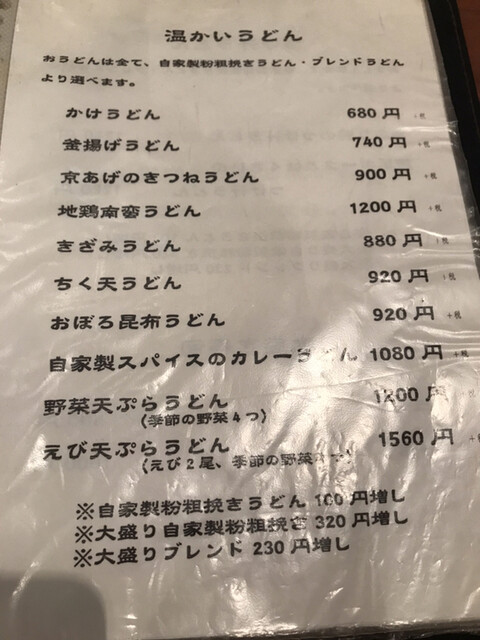 温かいうどん
おうどんは全て、自家製粉粗挽きうどん・ブレンドうどん
より選べます。
かけうどん 680円 +税
釜揚げうどん 740円 +税
京あげのきつねうどん 900円 +税
地鶏南蛮うどん 1200円 +税
きざみうどん 880円 +税
ちく天うどん 920円 +税
おぼろ昆布うどん 920円 +税
自家製スパイスのカレーうどん 1080円 +税
野菜天ぷらうどん 1200円 +税
(季節の野菜4つ)
えび天ぷらうどん 1560円 +税
(えび2尾、季節の野菜
※自家製粉粗挽きうどん 100円増し
※大盛り自家製粉粗挽き 320円増し
※大盛りブレンド 230円増し